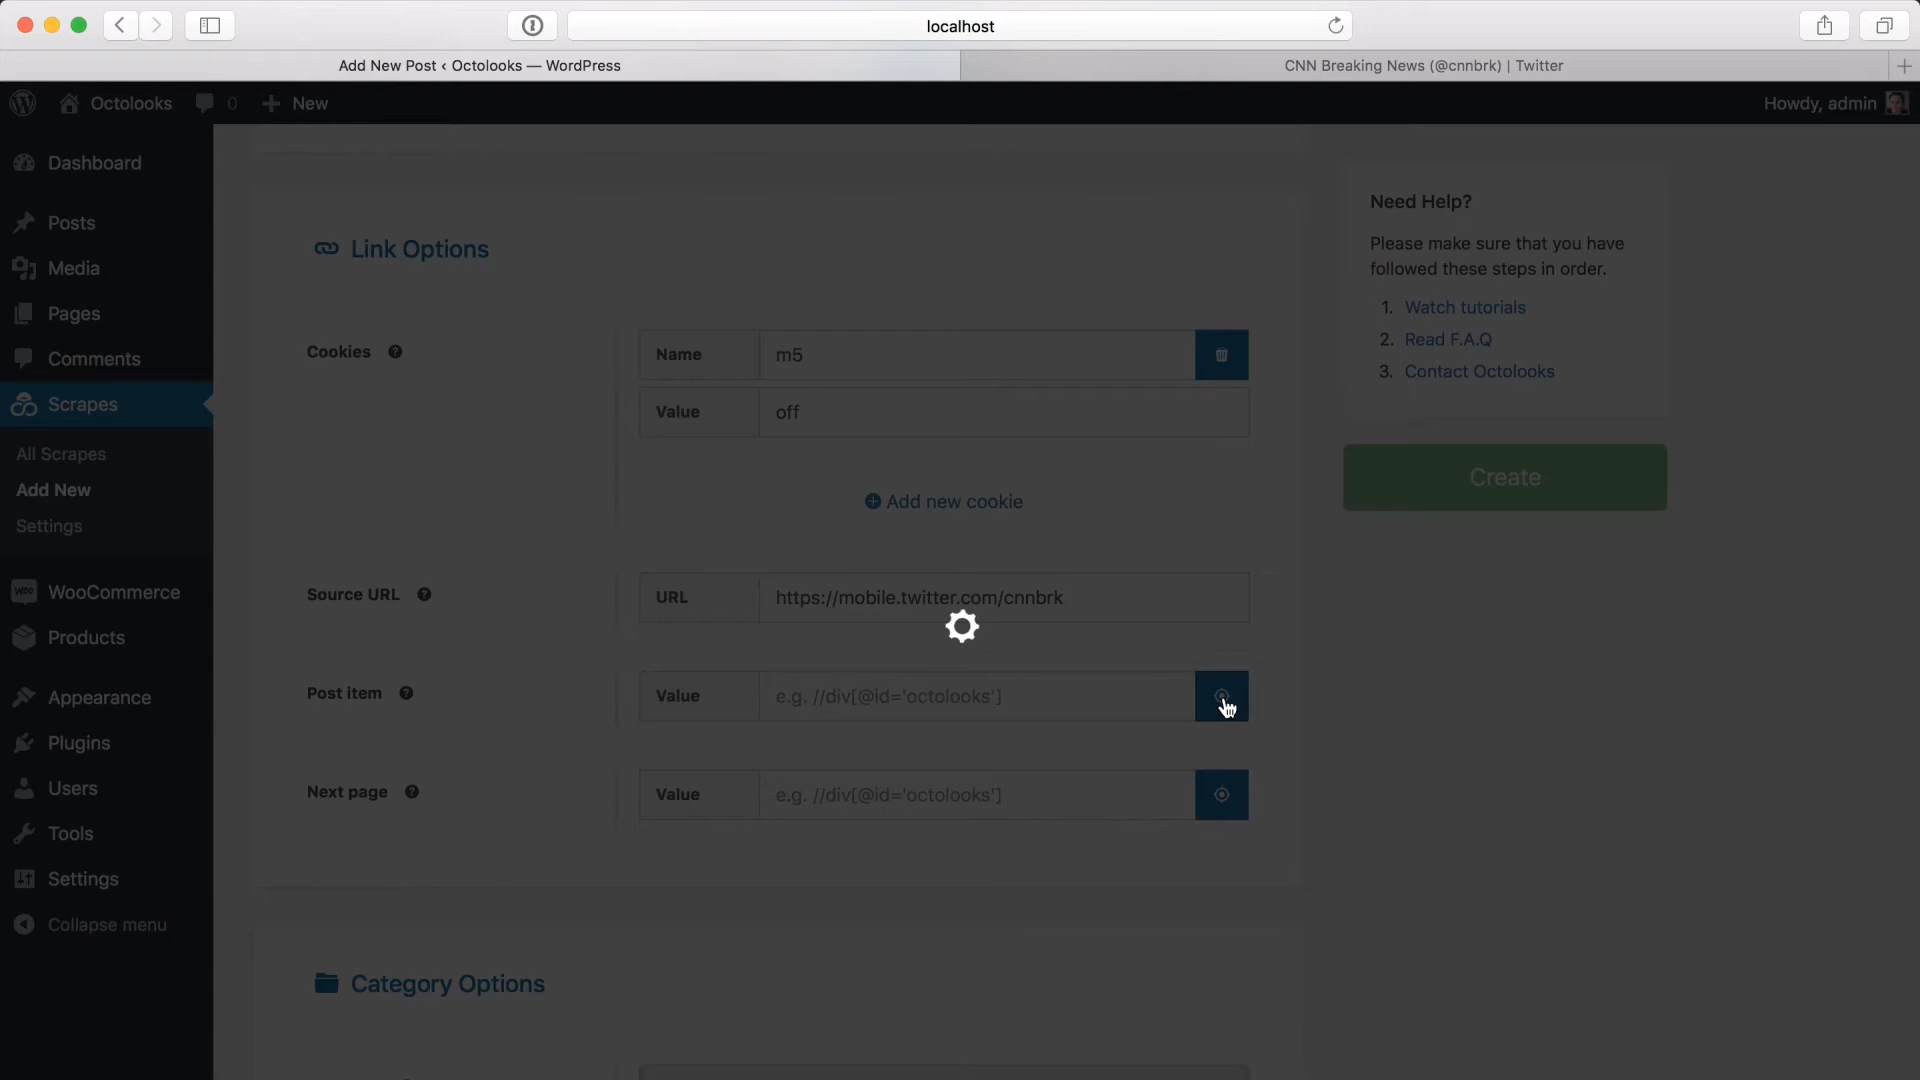 localhost
Add New Post ‹ Octolooks — WordPress
CNN Breaking News (@cnnbrk) | Twitter
Octolooks
0
New
Howdy, admin
Dashboard
Posts
Media
Pages
Comments
Scrapes
All Scrapes
Add New
Settings
WooCommerce
Products
Appearance
Plugins
Users
Tools
Settings
Collapse menu
Link Options
Cookies
Name
m5
Value
off
Add new cookie
Source URL
URL
https://mobile.twitter.com/cnnbrk
Post item
Value
e.g. //div[@id='octolooks']
Next page
Value
e.g. //div[@id='octolooks']
Category Options
Need Help?
Please make sure that you have
followed these steps in order.
1. Watch tutorials
2. Read F.A.Q
3. Contact Octolooks
Create